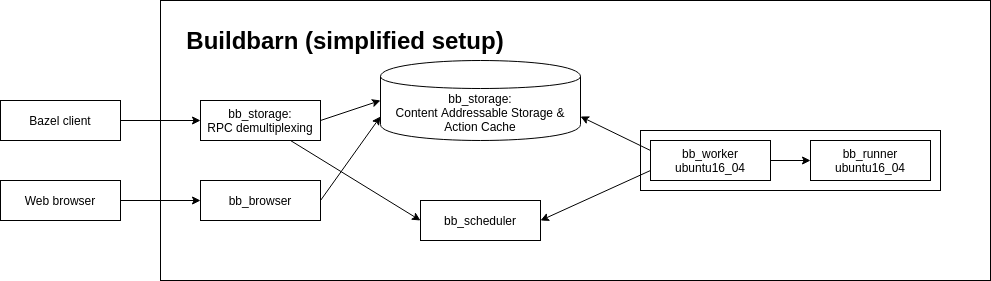 Buildbarn (simplified setup)
bb_storage:
Content Addressable Storage &
Action Cache
Bazel client
bb_storage:
RPC demultiplexing
bb_worker
ubuntu16_04
bb_runner
ubuntu16_04
Web browser
bb_browser
bb_scheduler